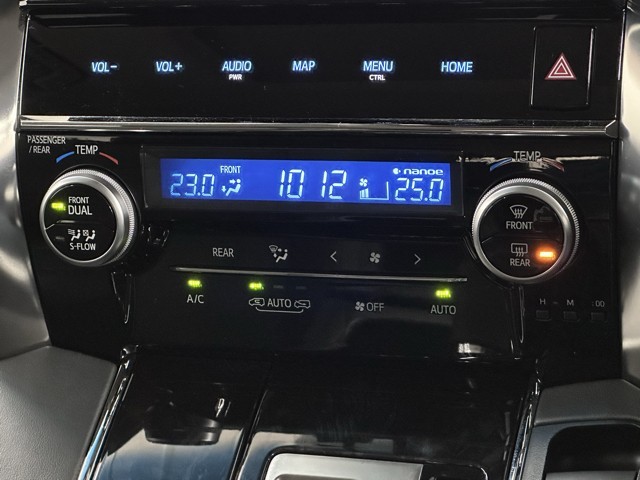 VOL− VOL+ AUDIO MAP MENU HOME
PWR CTRL
PASSENGER
/REAR
TEMP
FRONT
nanoe
TEMP
23.0 10 12 25.0
FRONT
DUAL
S-FLOW
FRONT
REAR
REAR < >
A/C AUTO OFF AUTO
H - M :00